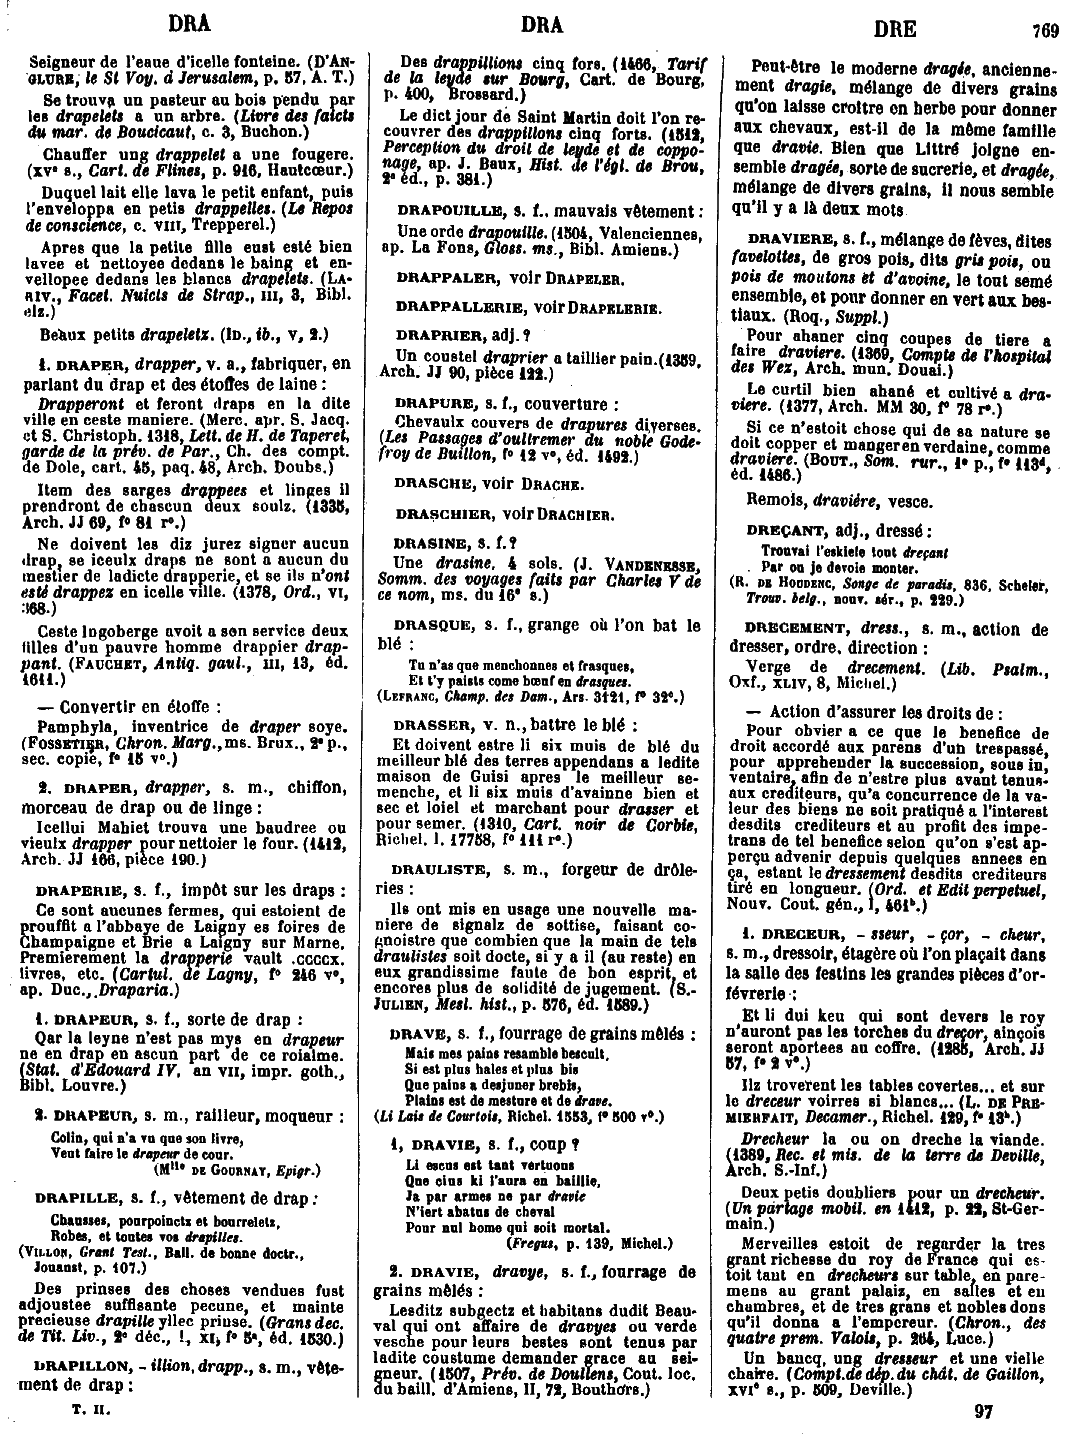 DRA
DRA
DRE
769
Seigneur de l'eaue d'icelle fonteine. (D'AN-
GLURE, le St Voy. d Jerusalem, p. 57, A. T.)
Se trouva un pasteur au bois pendu par
les drapelets a un arbre. (Livre des faicts
du mar. de Boucicaut, c. 3, Buchon.)
Chauffer ung drappelet a une fougere.
(XVe s., Cart. de Flines, p. 916, Hautcœur.)
Duquel lait elle lava le petit enfant, puis
l'enveloppa en petis drappelles. (Le Repos
de conscience, c. VIII, Trepperel.)
Apres que la petite fille eust esté bien
lavee et nettoyee dedans le baing et en-
vellopee dedans les blancs drapelets. (LA-
RIV., Facet. Nuicts de Strap., III, 3, Bibl.
elz.)
Beaux petits drapeletz. (ID., ib., V, 2.)
1. DRAPER, drapper, v. a., fabriquer, en
parlant du drap et des étoffes de laine :
Drapperont et feront draps en la dite
ville en ceste maniere. (Merc. apr. S. Jacq.
et S. Christoph. 1318, Lett. de H. de Taperel,
garde de la prév. de Par., Ch. des compt.
de Dole, cart. 45, paq. 48, Arch. Doubs.)
Item des sarges drappees et linges il
prendront de chascun deux soulz. (1335,
Arch. JJ 69, f° 81 r°.)
Ne doivent les diz jurez signer aucun
drap, se iceulx draps ne sont a aucun du
mestier de ladicte drapperie, et se ils n'ont
esté drappez en icelle ville. (1378, Ord., VI,
368.)
Ceste Ingoberge avoit a son service deux
filles d'un pauvre homme drappier drap-
pant. (FAUCHET, Antiq. gaul., III, 13, éd.
1611.)
— Convertir en étoffe :
Pamphyla, inventrice de draper soye.
(FOSSETIER, Chron. Marg., ms. Brux., 2e p.,
sec. copie, f° 15 v°.)
2. DRAPER, drapper, s. m., chiffon,
morceau de drap ou de linge :
Icellui Mahiet trouva une baudree ou
vieulx drapper pour nettoier le four. (1412,
Arch. JJ 166, pièce 190.)
DRAPERIE, s. f., impôt sur les draps :
Ce sont aucunes fermes, qui estoient de
prouffit a l'abbaye de Laigny es foires de
Champaigne et Brie a Laigny sur Marne.
Premierement la drapperie vault .CCCCX.
livres, etc. (Cartul. de Lagny, f° 246 v°,
ap. Duc., Draparia.)
1. DRAPEUR, s. f., sorte de drap :
Qar la leyne n'est pas mys en drapeur
ne en drap en ascun part de ce roialme.
(Stat. d'Edouard IV, an VII, impr. goth.,
Bibl. Louvre.)
2. DRAPEUR, s. m., railleur, moqueur :
Colin, qui n'a vu que son livre,
Veut faire le drapeur de cour.
(Mlle DE GOURNAY, Epigr.)
DRAPILLE, s. f., vêtement de drap :
Chausses, pourpoinctz et bourreletz,
Robes, et toutes vos drapilles.
(VILLON, Grant Test., Ball. de bonne doctr.,
Jouanst, p. 107.)
Des prinses des choses vendues fust
adjoustee suffisante pecune, et mainte
precieuse drapille yllec prinse. (Grans dec.
de Tit. Liv., 2e déc., I, XI, f° 5a, éd. 1530.)
DRAPILLON, - illion, drapp., s. m., vête-
ment de drap :
T. II.
Des drappillions cinq fors. (1466, Tarif
de la leyde sur Bourg, Cart. de Bourg,
p. 400, Brossard.)
Le dict jour de Saint Martin doit l'on re-
couvrer des drappillons cinq forts. (1512,
Perception du droit de leyde et de coppo-
nage, ap. J. Baux, Hist. de l'égl. de Brou,
2e éd., p. 381.)
DRAPOUILLE, s. f., mauvais vêtement :
Une orde drapouille. (1504, Valenciennes,
ap. La Fons, Gloss. ms., Bibl. Amiens.)
DRAPPALER, voir DRAPELER.
DRAPPALLERIE, voir DRAPELERIE.
DRAPRIER, adj. ?
Un coustel draprier a taillier pain. (1359,
Arch. JJ 90, pièce 122.)
DRAPURE, s. f., couverture :
Chevaulx couvers de drapures diverses.
(Les Passages d'oultremer du noble Gode-
froy de Buillon, f° 12 v°, éd. 1492.)
DRASCHE, voir DRACHE.
DRASCHIER, voir DRACHIER.
DRASINE, s. f. ?
Une drasine. 4 sols. (J. VANDENESSE,
Somm. des voyages faits par Charles V de
ce nom, ms. du 16e s.)
DRASQUE, s. f., grange où l'on bat le
blé :
Tu n'as que menchonnes et frasques,
Et t'y paists come bœuf en drasques.
(LEFRANC, Champ. des Dam., Ars. 3121, f° 32c.)
DRASSER, v. n., battre le blé :
Et doivent estre li six muis de blé du
meilleur blé des terres appendans a ledite
maison de Guisi apres le meilleur se-
menche, et li six muis d'avainne bien et
sec et loiel et marchant pour drasser et
pour semer. (1310, Cart. noir de Corbie,
Richel. l. 17758, f° 111 r°.)
DRAULISTE, s. m., forgeur de drôle-
ries :
Ils ont mis en usage une nouvelle ma-
niere de signalz de sottise, faisant co-
gnoistre que combien que la main de tels
draulistes soit docte, si y a il (au reste) en
eux grandissime faute de bon esprit et
encores plus de solidité de jugement. (S.-
JULIEN, Mesl. hist., p. 576, éd. 1589.)
DRAVE, s. f., fourrage de grains mêlés :
Mais mes pains resamble bescuit,
Si est plus hales et plus bis
Que pains a desjuner brebis,
Plains est de mesture et de drave.
(Li Lais de Courtois, Richel. 1553, f° 500 v°.)
1. DRAVIE, s. f., coup ?
Li escus est tant vertuous
Que cius ki l'aura en baillie,
Ja par armes ne par dravie
N'iert abatus de cheval
Pour nul home qui soit mortal.
(Fregus, p. 139, Michel.)
2. DRAVIE, dravye, s. f., fourrage de
grains mêlés :
Lesditz subgectz et habitans dudit Beau-
val qui ont affaire de dravyes ou verde
vesche pour leurs bestes sont tenus par
ladite coustume demander grace au sei-
gneur. (1507, Prév. de Doullens, Cout. loc.
du baill. d'Amiens, II, 72, Bouthors.)
Peut-être le moderne dragée, ancienne-
ment dragie, mélange de divers grains
qu'on laisse croître en herbe pour donner
aux chevaux, est-il de la même famille
que dravie. Bien que Littré joigne en-
semble dragée, sorte de sucrerie, et dragée,
mélange de divers grains, il nous semble
qu'il y a là deux mots.
DRAVIERE, s. f., mélange de fèves, dites
favelottes, de gros pois, dits gris pois, ou
pois de moutons et d'avoine, le tout semé
ensemble, et pour donner en vert aux bes-
tiaux. (Roq., Suppl.)
Pour ahaner cinq coupes de tiere a
faire draviere. (1369, Compte de l'hospital
des Wez, Arch. mun. Douai.)
Le curtil bien ahané et cultivé a dra-
viere. (1377, Arch. MM 30, f° 78 r°.)
Si ce n'estoit chose qui de sa nature se
doit copper et manger en verdaine, comme
draviere. (BOUT., Som. rur., 1e p., f° 113d,
éd. 1486.)
Remois, dravière, vesce.
DREÇANT, adj., dressé :
Trouvai l'eskiele tout dreçant
Par ou je devoie monter.
(R. DE HOUDENC, Songe de paradis, 836, Scheler,
Trouv. belg., nouv. sér., p. 229.)
DRECEMENT, dress., s. m., action de
dresser, ordre, direction :
Verge de drecement. (Lib. Psalm.,
Oxf., XLIV, 8, Michel.)
— Action d'assurer les droits de :
Pour obvier a ce que le benefice de
droit accordé aux parens d'un trespassé,
pour apprehender la succession, sous in,
ventaire, afin de n'estre plus avant tenus-
aux crediteurs, qu'a concurrence de la va-
leur des biens ne soit pratiqué a l'interest
desdits crediteurs et au profit des impe-
trans de tel benefice selon qu'on s'est ap-
perçu advenir depuis quelques annees en
ça, estant le dressement desdits crediteurs
tiré en longueur. (Ord. et Edit perpetuel,
Nouv. Cout. gén., I, 461b.)
1. DRECEUR, - sseur, - çor, - cheur,
s. m., dressoir, étagère où l'on plaçait dans
la salle des festins les grandes pièces d'or-
févrerie :
Et li dui keu qui sont devers le roy
n'auront pas les torches du dreçor, ainçois
seront aportees au coffre. (1285, Arch. JJ
57, f° 2 v°.)
Ilz troverent les tables covertes... et sur
le dreceur voirres si blancs... (L. DE PRE-
MIERFAIT, Decamer., Richel. 129, f° 13b.)
Drecheur la ou on dreche la viande.
(1389, Rec. et mis. de la terre de Deville,
Arch. S.-Inf.)
Deux petis doubliers pour un drecheur.
(Un partage mobil. en 1412, p. 22, St-Ger-
main.)
Merveilles estoit de regarder la tres
grant richesse du roy de France qui es-
toit tant en drecheurs sur table, en pare-
mens au grant palaiz, en salles et en
chambres, et de tres grans et nobles dons
qu'il donna a l'empereur. (Chron. des
quatre prem. Valois, p. 254, Luce.)
Un bancq, ung dresseur et une vielle
chaire. (Compt. de dép. du chât. de Gaillon,
XVIe s., p. 509, Deville.)
97